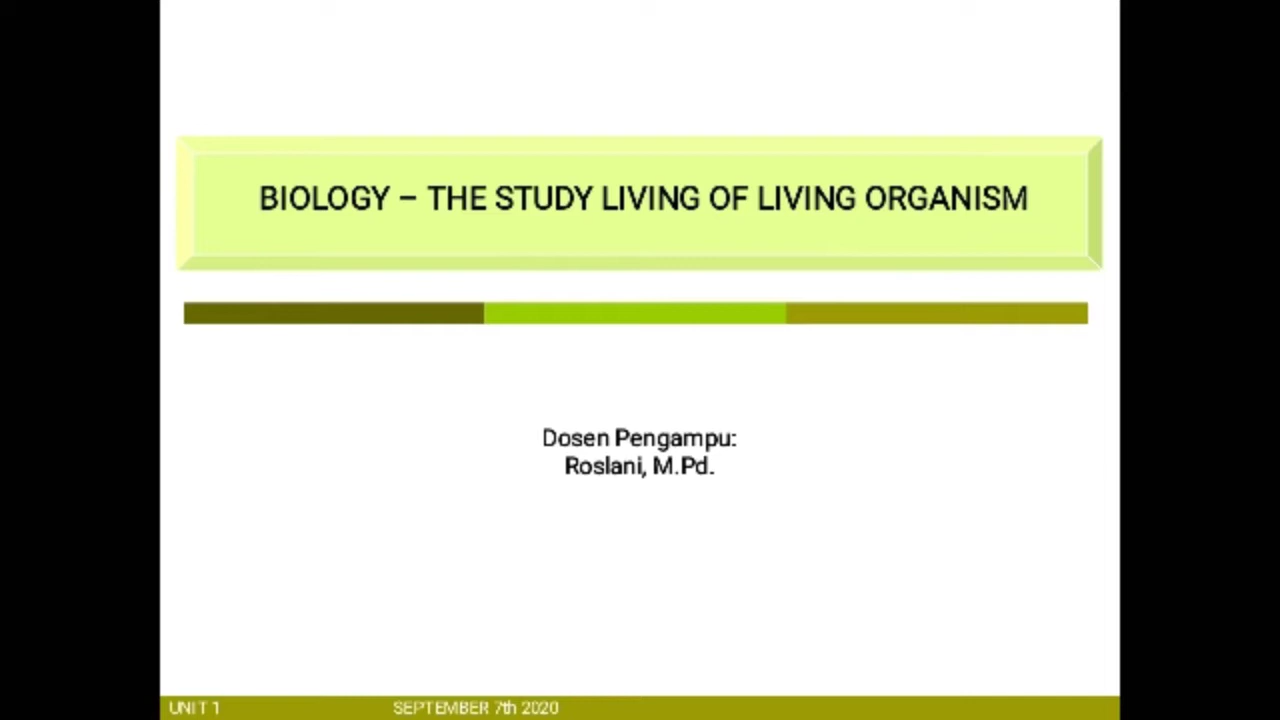 BIOLOGY – THE STUDY LIVING OF LIVING ORGANISM
Dosen Pengampu:
Roslani, M.Pd.
UNIT 1
SEPTEMBER 7th 2020